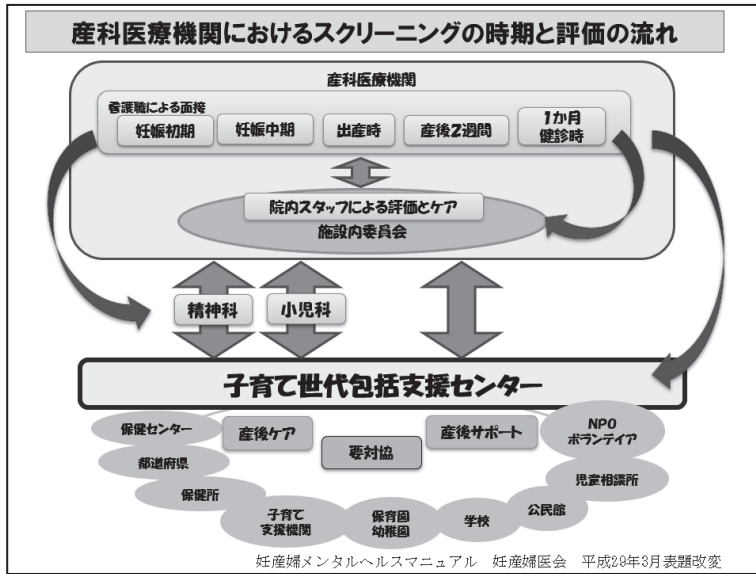 産科医療機関におけるスクリーニングの時期と評価の流れ
産科医療機関
看護職による面接
妊娠初期
妊娠中期
出産時
産後2週間
1か月
健診時
院内スタッフによる評価とケア
施設内委員会
精神科
小児科
子育て世代包括支援センター
保健センター
産後ケア
要対協
産後サポート
NPO
ボランティア
都道府県
児童相談所
保健所
公民館
子育て
支援機関
保育園
幼稚園
学校
妊産婦メンタルヘルスマニュアル 妊産婦医会 平成29年3月表題改変